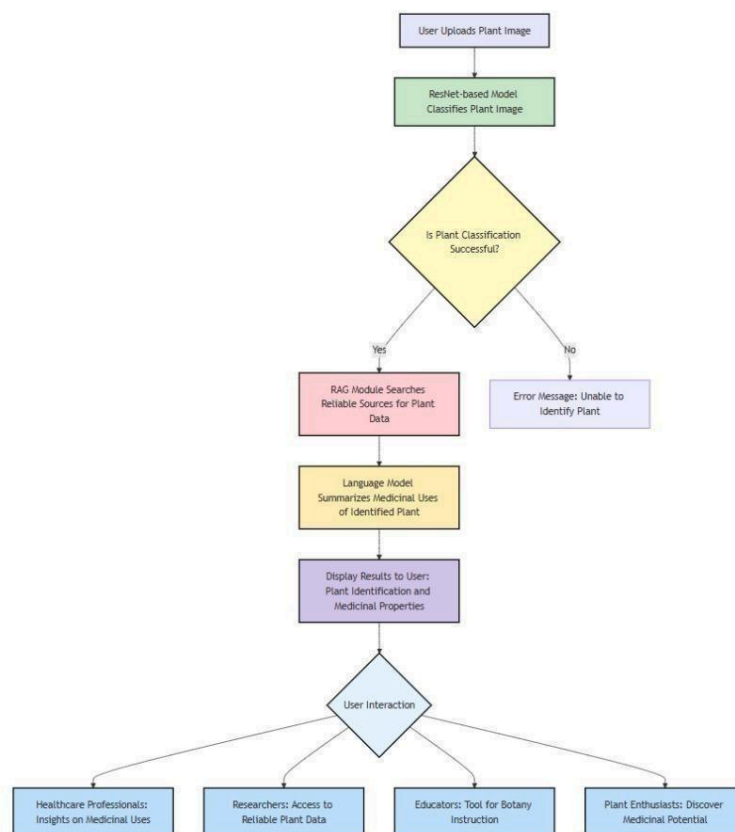 User Uploads Plant Image
ResNet-based Model
Classifies Plant Image
Is Plant Classification
Successful?
Yes
No
RAG Module Searches
Reliable Sources for Plant
Data
Error Message: Unable to
Identify Plant
Language Model
Summarizes Medicinal Uses
of Identified Plant
Display Results to User:
Plant Identification and
Medicinal Properties
User Interaction
Healthcare Professionals:
Insights on Medicinal Uses
Researchers: Access to
Reliable Plant Data
Educators: Tool for Botany
Instruction
Plant Enthusiasts: Discover
Medicinal Potential